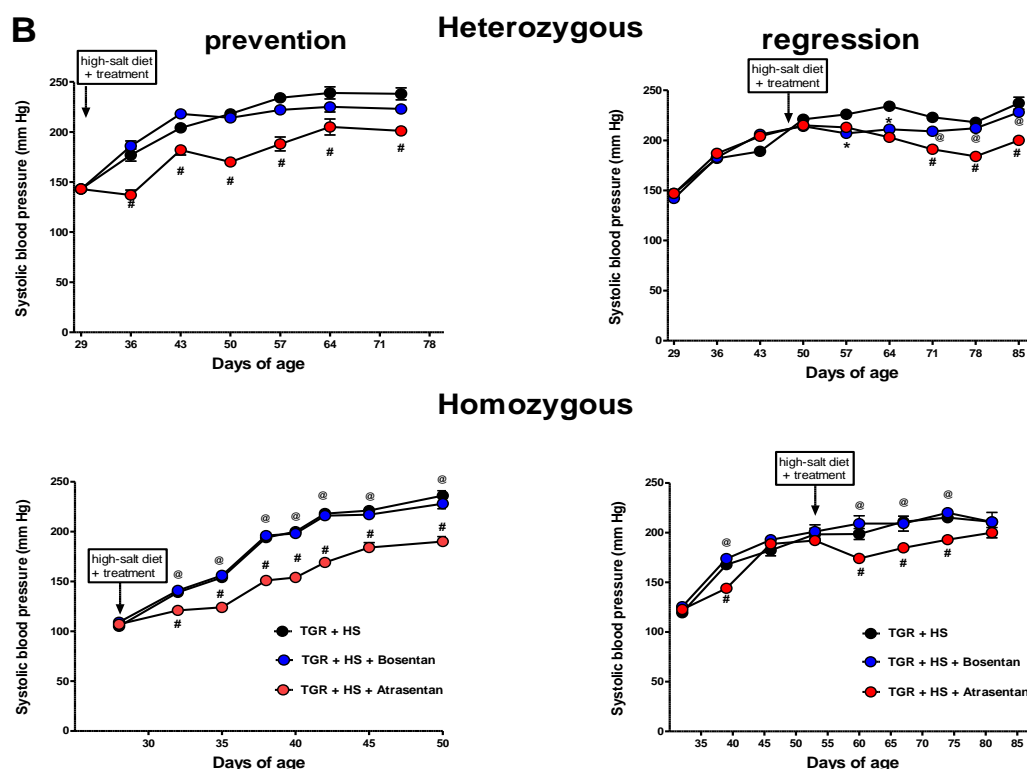 B
Heterozygous
prevention
regression
high-salt diet
+ treatment
250
200
150
100
50
0
Systolic blood pressure (mm Hg)
# # # # # #
29 36 43 50 57 64 71 78
Days of age
high-salt diet
+ treatment
250
200
150
100
50
0
Systolic blood pressure (mm Hg)
* * @ @ @
# # #
29 36 43 50 57 64 71 78 85
Days of age
Homozygous
high-salt diet
+ treatment
250
200
150
100
50
0
Systolic blood pressure (mm Hg)
@ @ @ @ @ @ @
# # # # # # #
TGR + HS
TGR + HS + Bosentan
TGR + HS + Atrasentan
30 35 40 45 50
Days of age
high-salt diet
+ treatment
250
200
150
100
50
0
Systolic blood pressure (mm Hg)
@ @ @ @
# # # #
TGR + HS
TGR + HS + Bosentan
TGR + HS + Atrasentan
35 40 45 50 55 60 65 70 75 80 85
Days of age